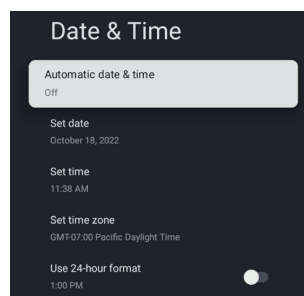 Date & Time
Automatic date & time
Off
Set date
October 18, 2022
Set time
11:38 AM
Set time zone
GMT-07:00 Pacific Daylight Time
Use 24-hour format
1:00 PM